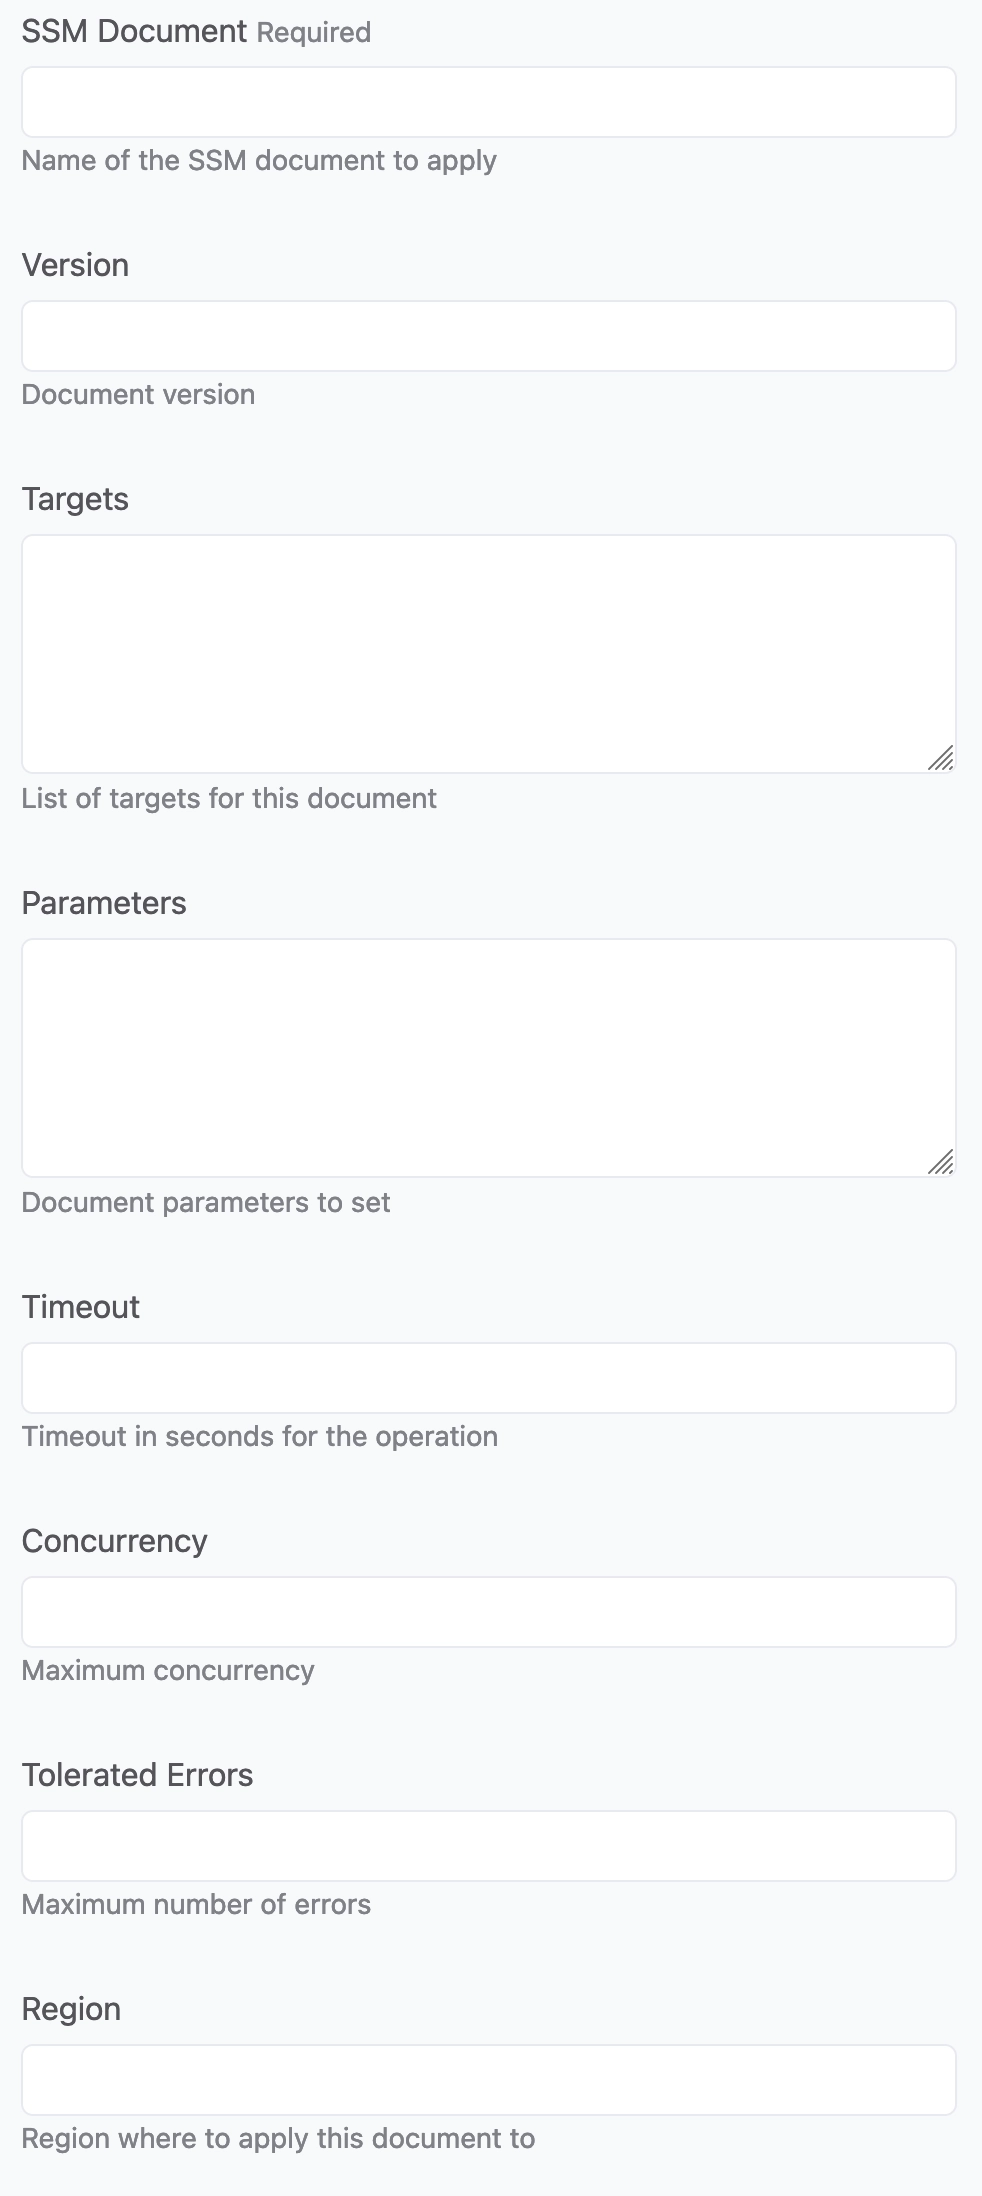 SSM Document Required
Name of the SSM document to apply
Version
Document version
Targets
List of targets for this document
Parameters
Document parameters to set
Timeout
Timeout in seconds for the operation
Concurrency
Maximum concurrency
Tolerated Errors
Maximum number of errors
Region
Region where to apply this document to